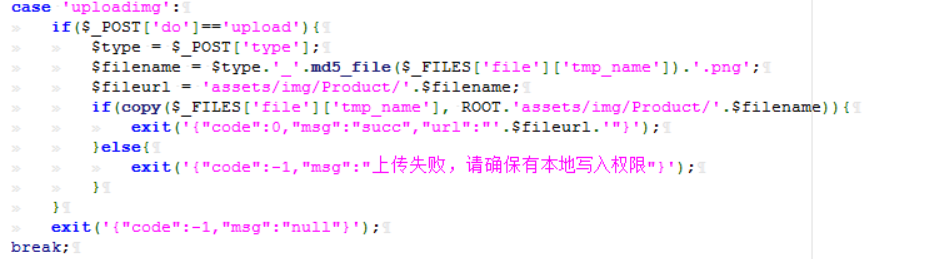 case 'uploadimg':
if($_POST['do']=='upload'){
$type = $_POST['type'];
$filename = $type.'_'.md5_file($_FILES['file']['tmp_name']).'.png';
$fileurl = 'assets/img/Product/'.$filename;
if(copy($_FILES['file']['tmp_name'], ROOT.'assets/img/Product/'.$filename)){
exit('{"code":0,"msg":"succ","url":"'.$fileurl.'"}');
}else{
exit('{"code":-1,"msg":"上传失败，请确保有本地写入权限"}');
}
}
exit('{"code":-1,"msg":"null"}');
break;